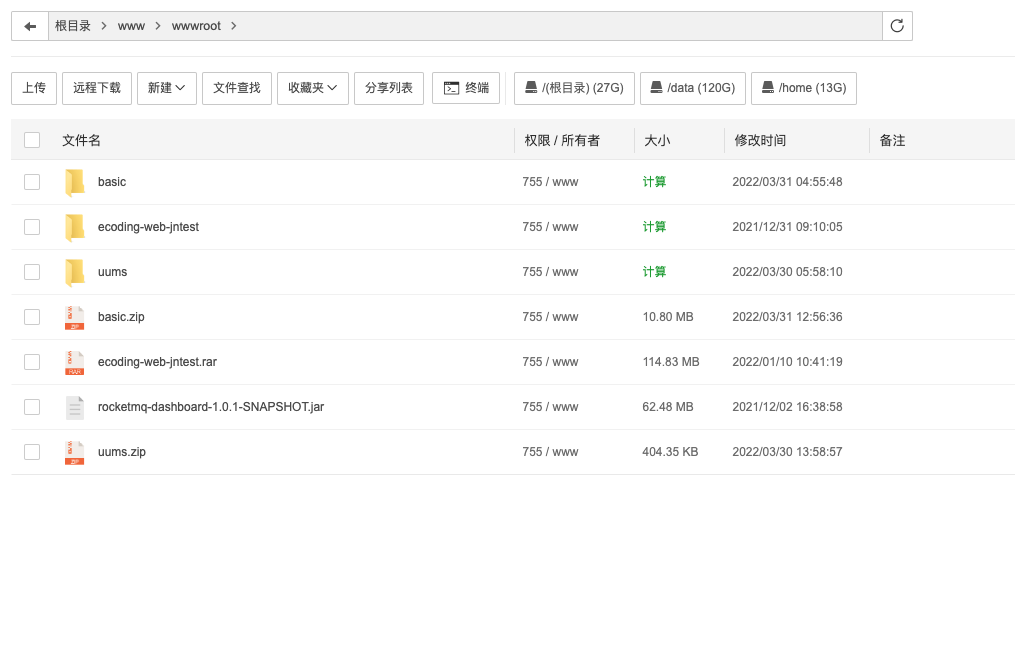 根目录 www wwwroot
上传 远程下载 新建 文件查找 收藏夹 分享列表 终端 /(根目录) (27G) /data (120G) /home (13G)
文件名 权限 / 所有者 大小 修改时间 备注
basic 755 / www 计算 2022/03/31 04:55:48
ecoding-web-jntest 755 / www 计算 2021/12/31 09:10:05
uums 755 / www 计算 2022/03/30 05:58:10
basic.zip 755 / www 10.80 MB 2022/03/31 12:56:36
ecoding-web-jntest.rar 755 / www 114.83 MB 2022/01/10 10:41:19
rocketmq-dashboard-1.0.1-SNAPSHOT.jar 755 / www 62.48 MB 2021/12/02 16:38:58
uums.zip 755 / www 404.35 KB 2022/03/30 13:58:57